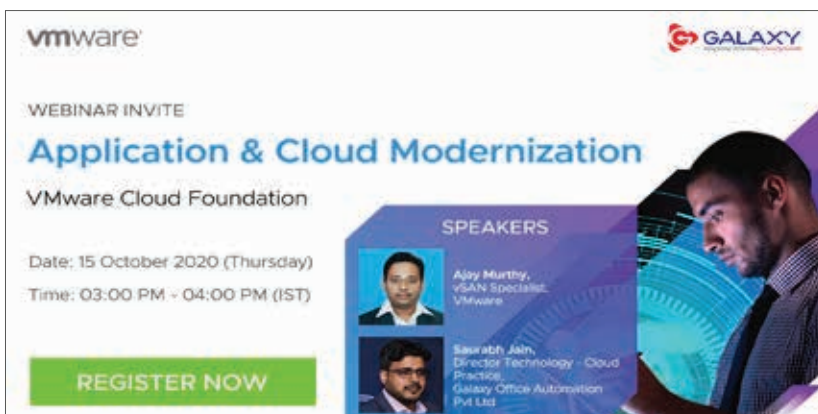 vmware
GALAXY
WEBINAR INVITE
Application & Cloud Modernization
VMware Cloud Foundation
Date: 15 October 2020 (Thursday)
Time: 03:00 PM - 04:00 PM (IST)
REGISTER NOW
SPEAKERS
Ajay Murthy,
vSAN Specialist,
VMware
Saurabh Jain,
Director Technology - Cloud
Practice,
Galaxy Office Automation
Pvt Ltd